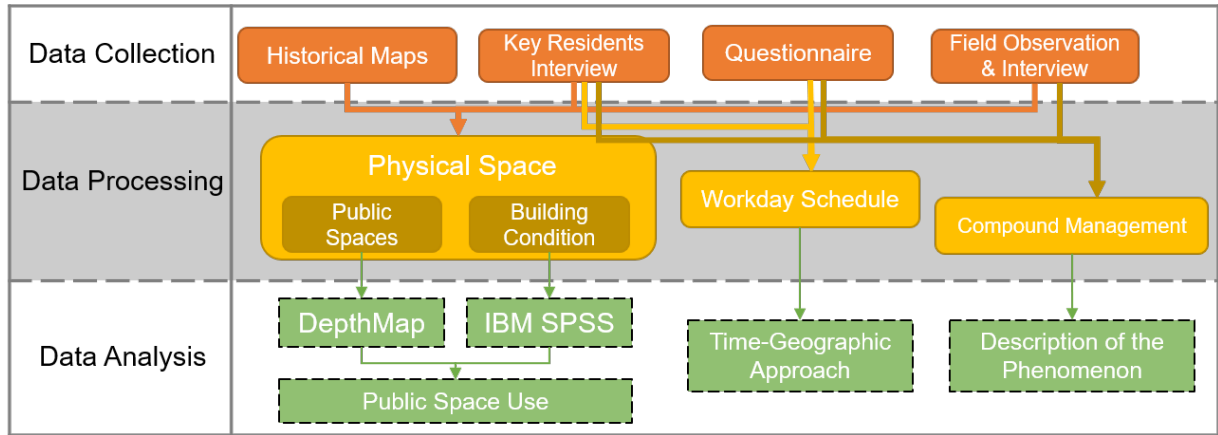 Data Collection
Historical Maps
Key Residents
Interview
Questionnaire
Field Observation
& Interview
Data Processing
Physical Space
Public
Spaces
Building
Condition
Workday Schedule
Compound Management
Data Analysis
DepthMap
IBM SPSS
Public Space Use
Time-Geographic
Approach
Description of the
Phenomenon